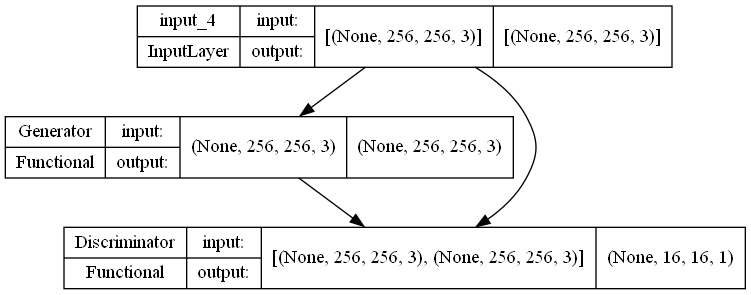 input_4 input: [(None, 256, 256, 3)] [(None, 256, 256, 3)]
InputLayer output:
Generator input: (None, 256, 256, 3) (None, 256, 256, 3)
Functional output:
Discriminator input: [(None, 256, 256, 3), (None, 256, 256, 3)] (None, 16, 16, 1)
Functional output: